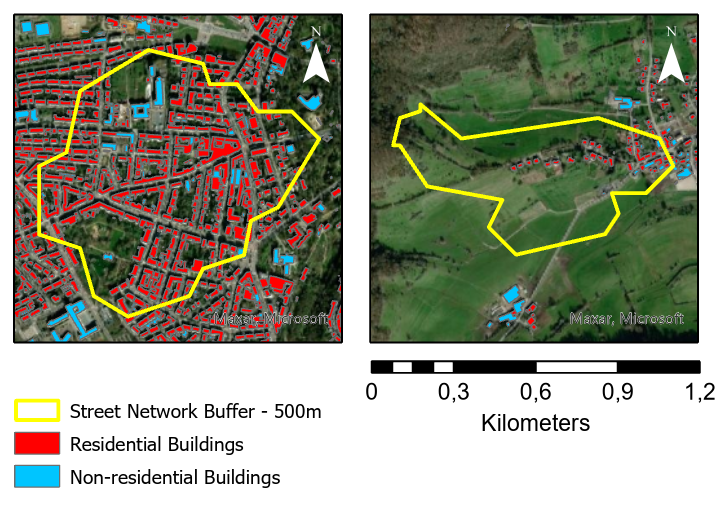 N
N
Maxar, Microsoft
Maxar, Microsoft
0 0,3 0,6 0,9 1,2
Kilometers
Street Network Buffer - 500m
Residential Buildings
Non-residential Buildings